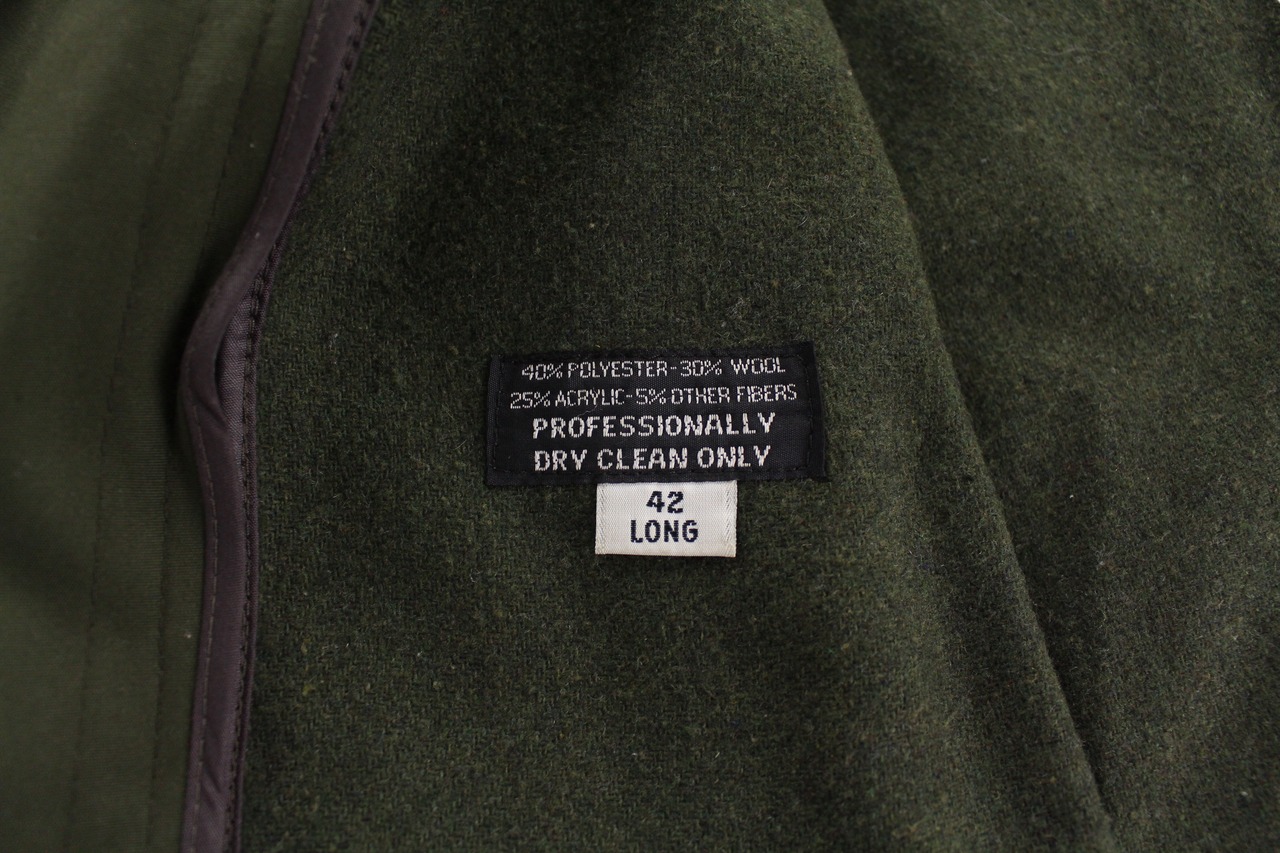 40% POLYESTER-30% WOOL
25% ACRYLIC-5% OTHER FIBERS
PROFESSIONALLY
DRY CLEAN ONLY
42
LONG